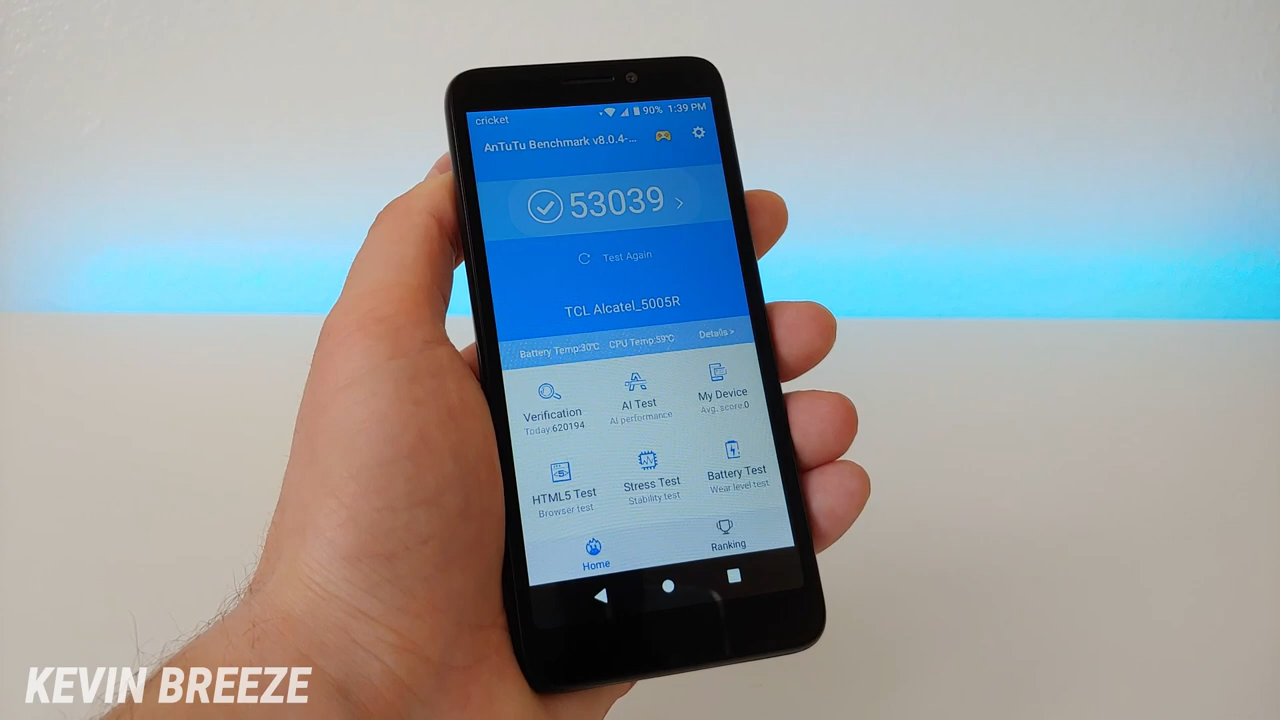 cricket 90% 1:39 PM
AnTuTu Benchmark v8.0.4-...
53039
Test Again
TCL Alcatel_5005R
Battery Temp:30℃ CPU Temp:59℃ Details >
Verification
Today:620194
AI Test
AI performance
My Device
Avg. score:0
HTML5 Test
Browser test
Stress Test
Stability test
Battery Test
Wear level test
Home
Ranking
KEVIN BREEZE